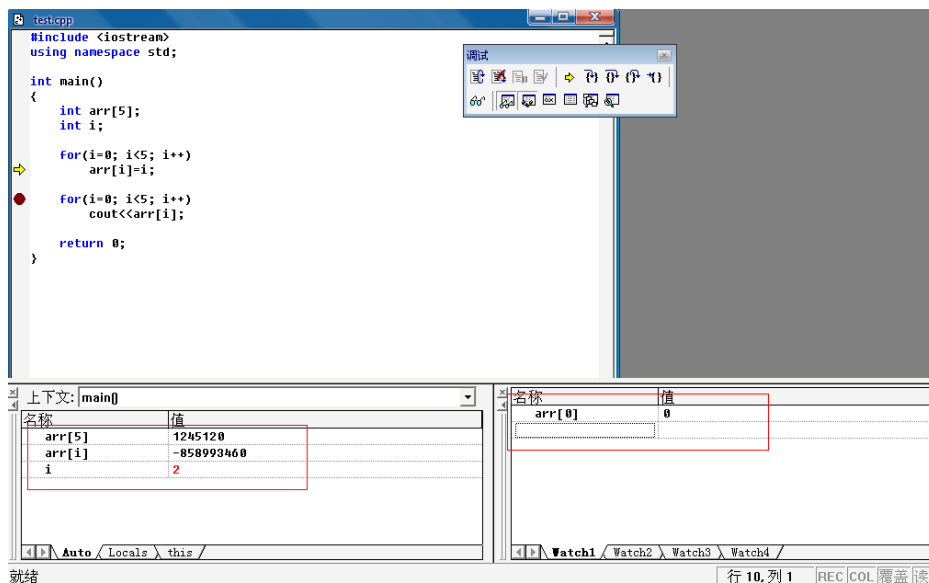 test.cpp
#include <iostream>
using namespace std;
int main()
{
int arr[5];
int i;
for(i=0; i<5; i++)
arr[i]=i;
for(i=0; i<5; i++)
cout<<arr[i];
return 0;
}
调试
上下文: main()
名称 值
arr[5] 1245120
arr[i] -858993460
i 2
Auto Locals this
名称 值
arr[0] 0
Watch1 Watch2 Watch3 Watch4
就绪
行 10, 列 1 REC COL 覆盖 读